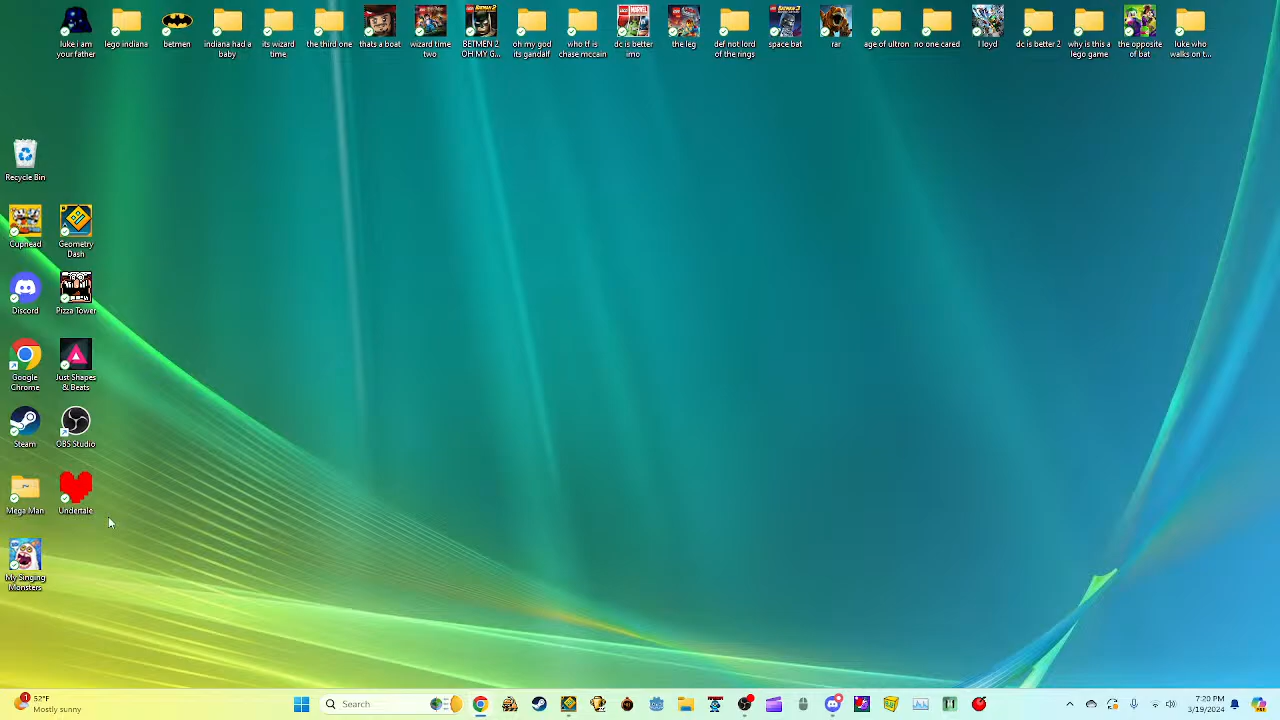 luke i am
your father
lego indiana
betmen
indiana had a
baby
its wizard
time
the third one
thats a boat
wizard time
two
BETMEN 2
OH MY G...
oh my god
its gandalf
who tf is
chase mccain
dc is better
imo
the leg
def not lord
of the rings
space bat
rar
age of ultron
no one cared
l loyd
dc is better 2
why is this a
lego game
the opposite
of bat
luke who
walks on t...
Recycle Bin
Cuphead
Geometry
Dash
Discord
Pizza Tower
Google
Chrome
Just Shapes
& Beats
Steam
OBS Studio
Mega Man
Undertale
My Singing
Monsters
1
52°F
Mostly sunny
Search
7:20 PM
3/19/2024